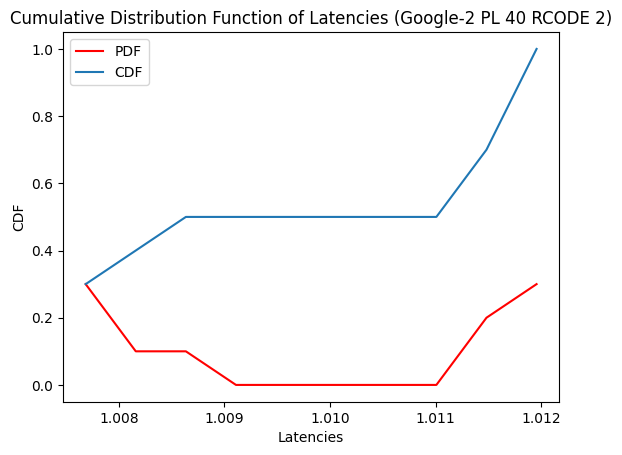 Cumulative Distribution Function of Latencies (Google-2 PL 40 RCODE 2)
PDF
CDF
1.0
0.8
0.6
0.4
0.2
0.0
CDF
1.008
1.009
1.010
1.011
1.012
Latencies